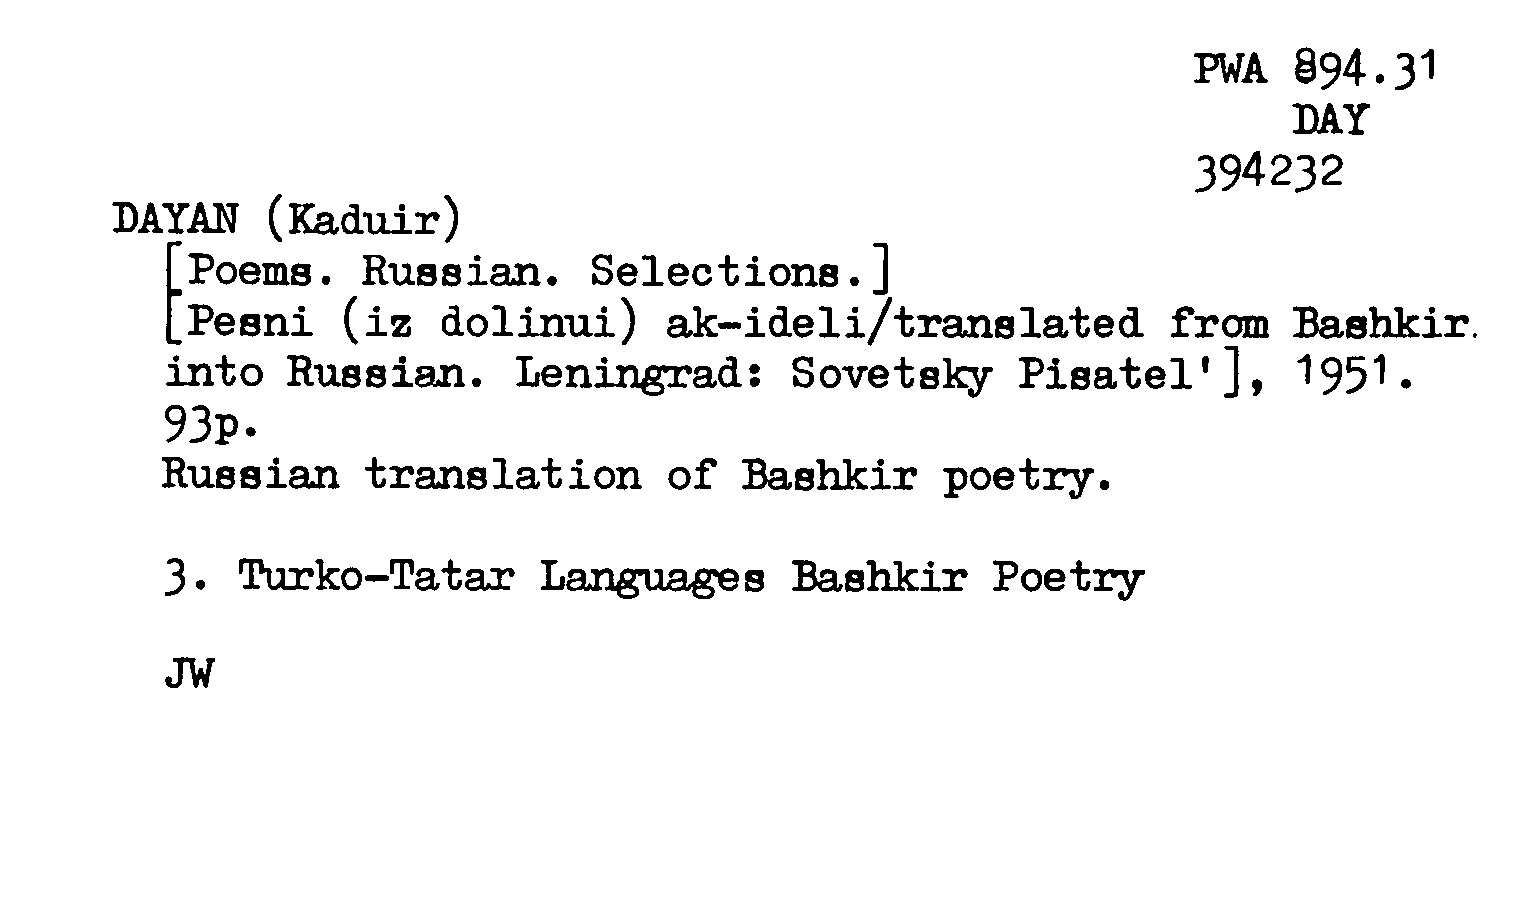 PWA 894.31
DAY
394232
DAYAN (Kaduir)
[Poems. Russian. Selections.]
[Pesni (iz dolinui) ak-ideli/translated from Bashkir.
into Russian. Leningrad: Sovetsky Pisatel'], 1951.
93p.
Russian translation of Bashkir poetry.
3. Turko-Tatar Languages Bashkir Poetry
JW